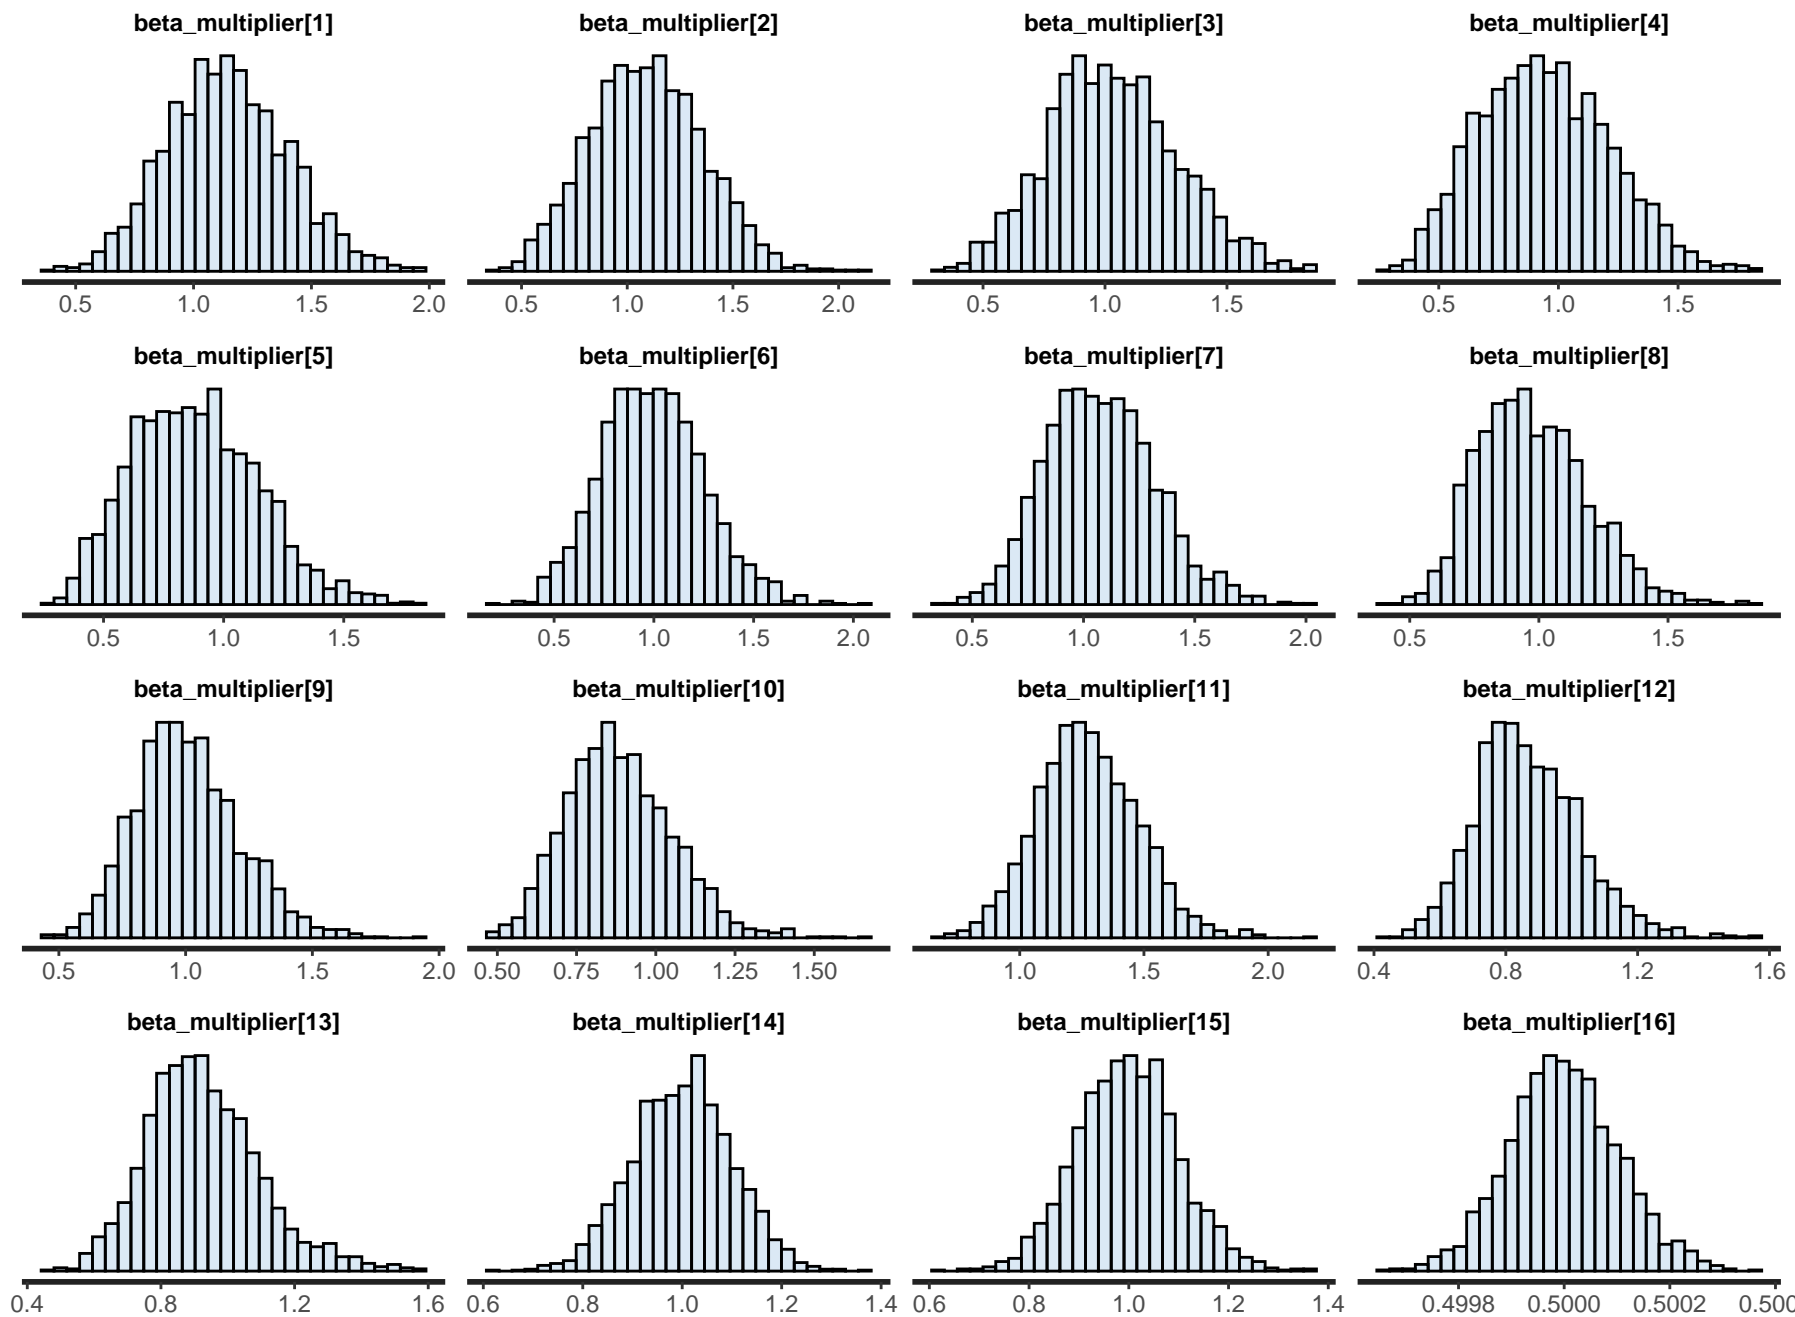 beta_multiplier[1] beta_multiplier[2] beta_multiplier[3] beta_multiplier[4]
0.5 1.0 1.5 2.0 0.5 1.0 1.5 2.0 0.5 1.0 1.5 0.5 1.0 1.5
beta_multiplier[5] beta_multiplier[6] beta_multiplier[7] beta_multiplier[8]
0.5 1.0 1.5 0.5 1.0 1.5 2.0 0.5 1.0 1.5 2.0 0.5 1.0 1.5
beta_multiplier[9] beta_multiplier[10] beta_multiplier[11] beta_multiplier[12]
0.5 1.0 1.5 2.0 0.50 0.75 1.00 1.25 1.50 1.0 1.5 2.0 0.4 0.8 1.2 1.6
beta_multiplier[13] beta_multiplier[14] beta_multiplier[15] beta_multiplier[16]
0.4 0.8 1.2 1.6 0.6 0.8 1.0 1.2 1.4 0.6 0.8 1.0 1.2 1.4 0.4998 0.5000 0.5002